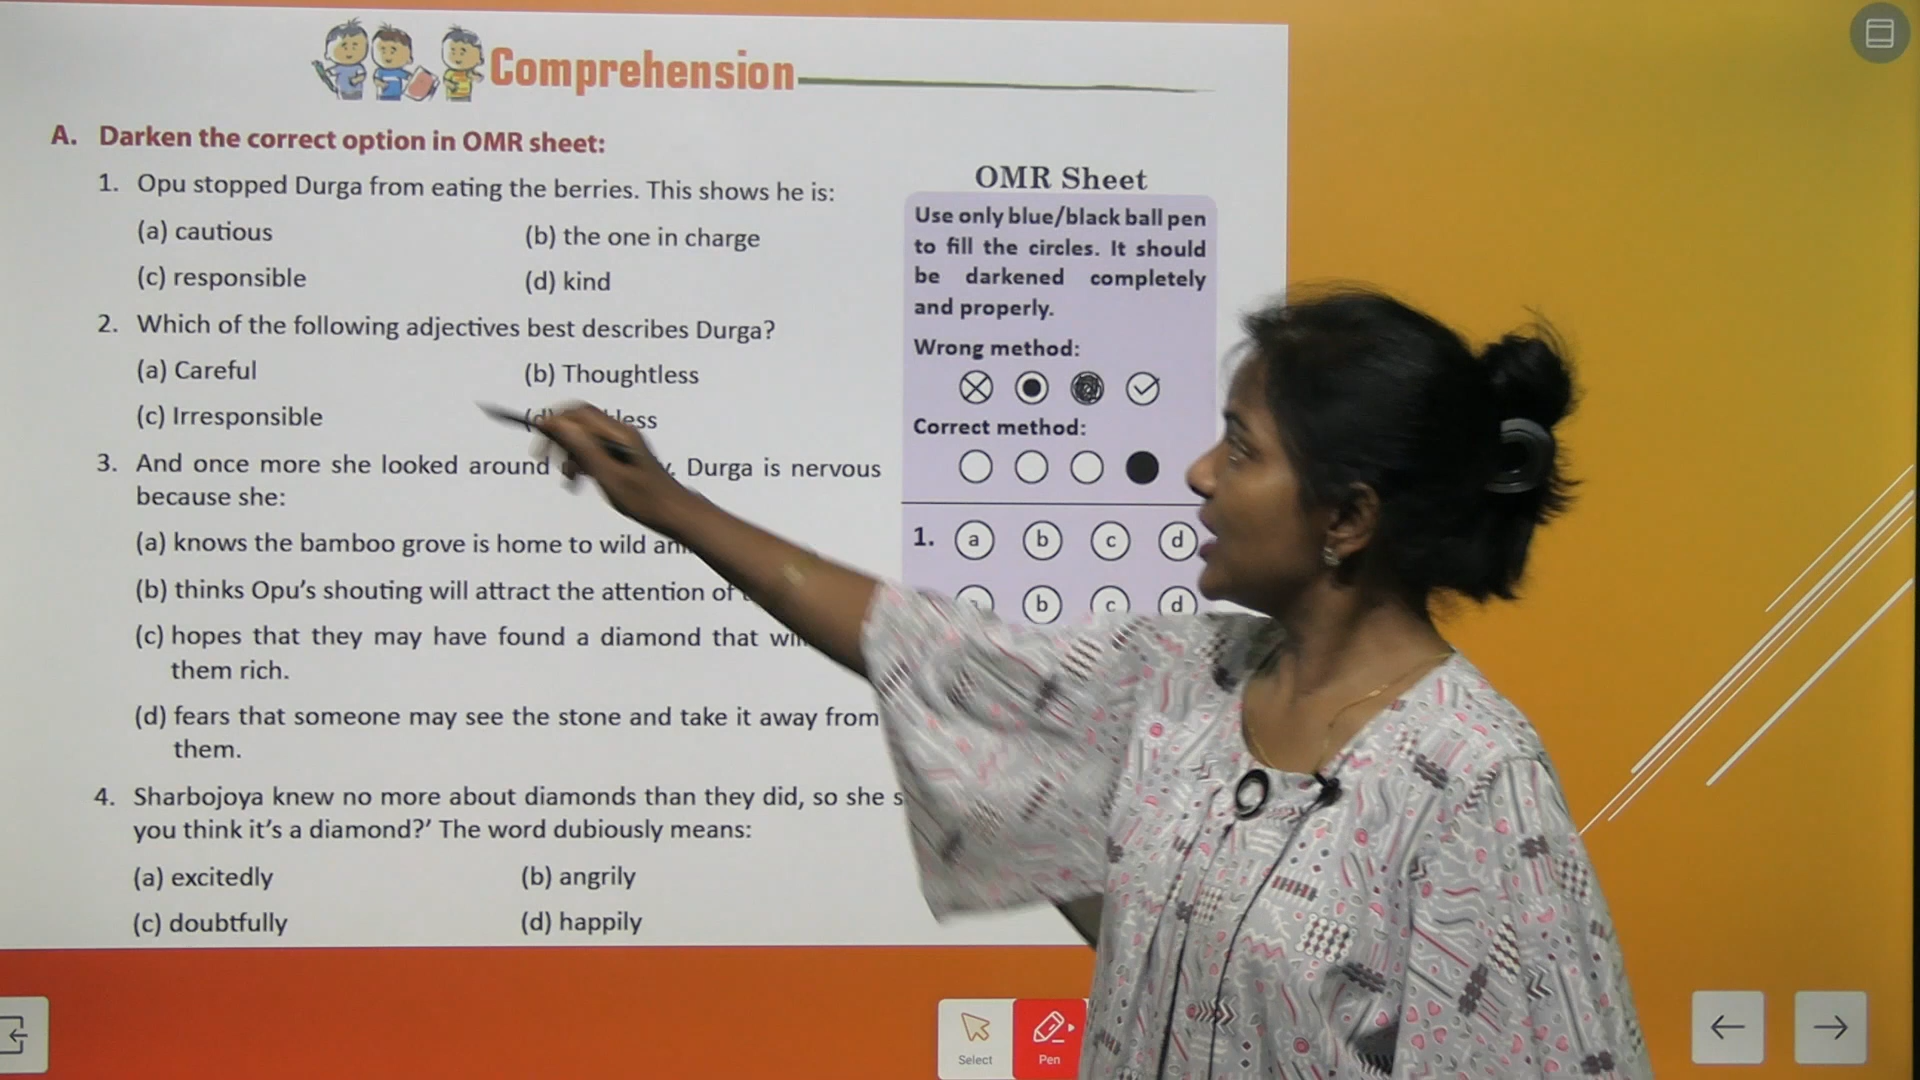 Comprehension
A. Darken the correct option in OMR sheet:
1. Opu stopped Durga from eating the berries. This shows he is:
(a) cautious (b) the one in charge
(c) responsible (d) kind
2. Which of the following adjectives best describes Durga?
(a) Careful (b) Thoughtless
(c) Irresponsible
3. And once more she looked around Durga is nervous
because she:
(a) knows the bamboo grove is home to wild
(b) thinks Opu's shouting will attract the attention of
(c) hopes that they may have found a diamond that
them rich.
(d) fears that someone may see the stone and take it away from
them.
4. Sharbojoya knew no more about diamonds than they did, so she
you think it's a diamond?' The word dubiously means:
(a) excitedly (b) angrily
(c) doubtfully (d) happily
OMR Sheet
Use only blue/black ball pen
to fill the circles. It should
be darkened completely
and properly.
Wrong method:
Correct method:
1. a b c d
b c d
Select
Pen